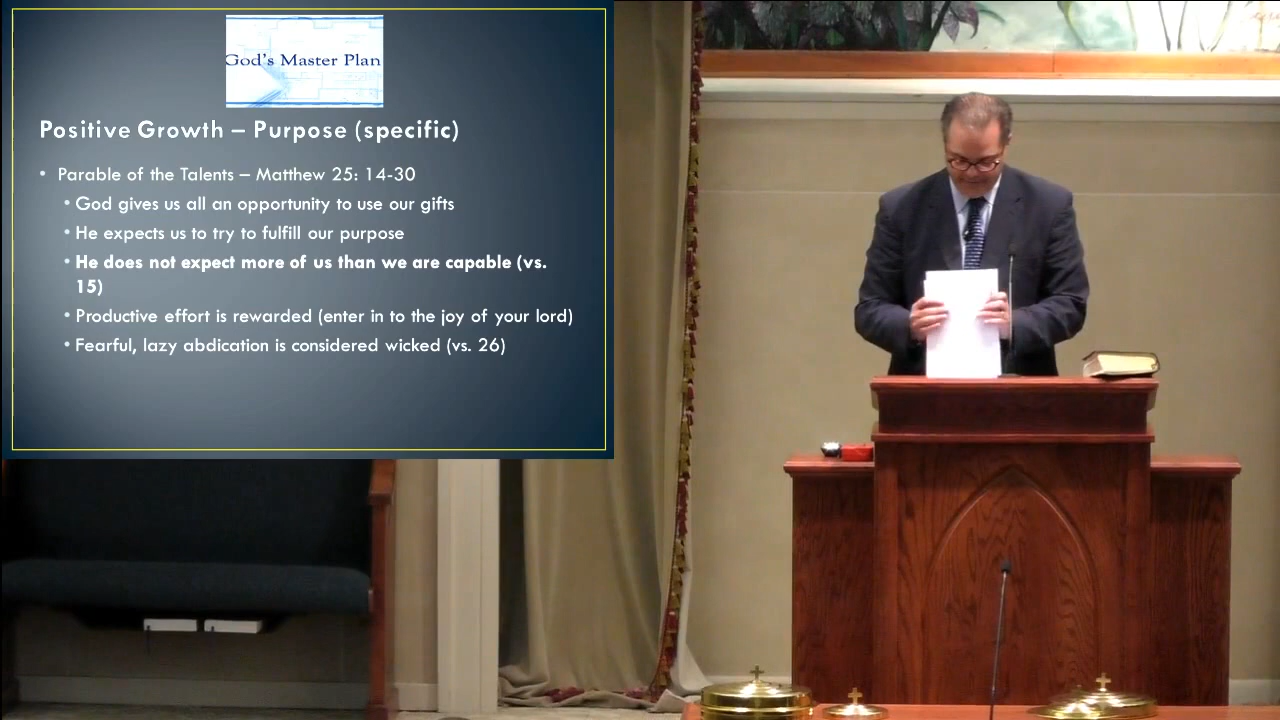 God's Master Plan
Positive Growth – Purpose (specific)
• Parable of the Talents – Matthew 25: 14-30
• God gives us all an opportunity to use our gifts
• He expects us to try to fulfill our purpose
• He does not expect more of us than we are capable (vs.
15)
• Productive effort is rewarded (enter in to the joy of your lord)
• Fearful, lazy abdication is considered wicked (vs. 26)